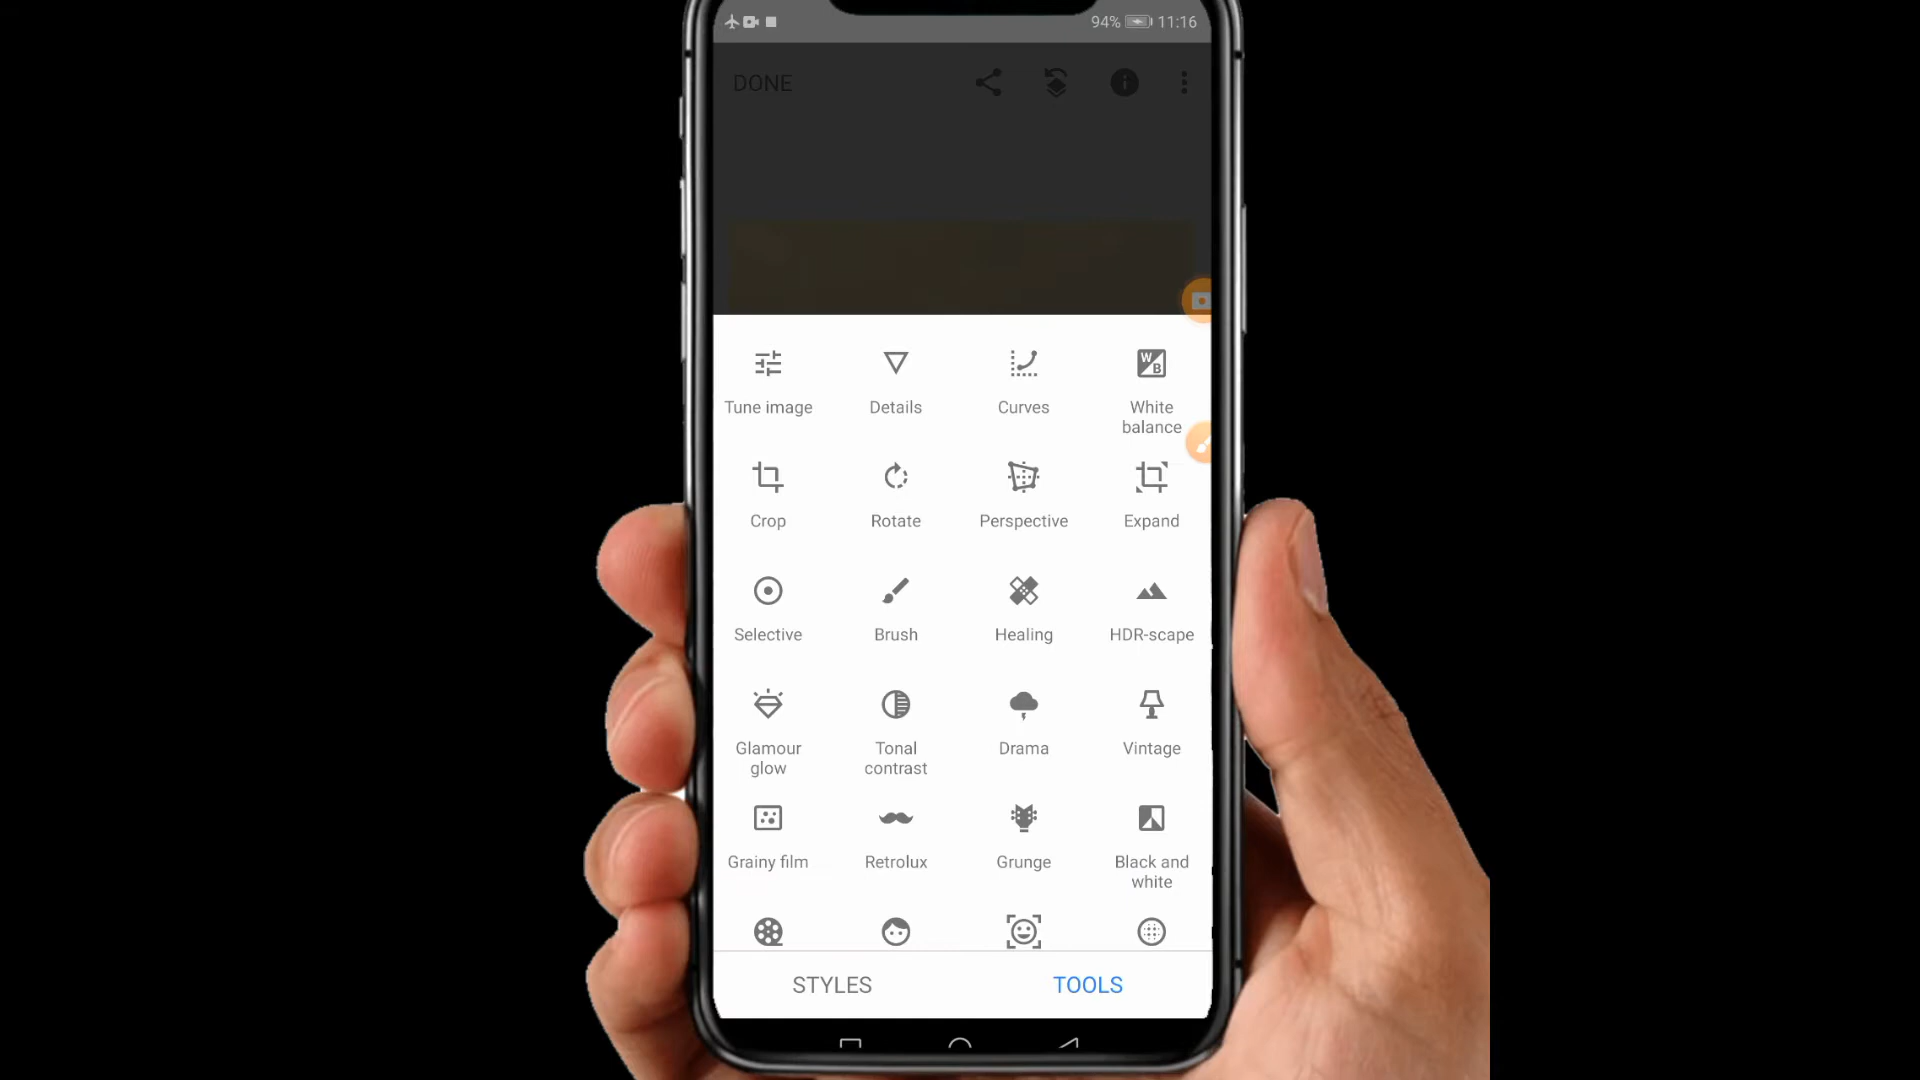 94% 11:16
DONE
Tune image
Details
Curves
White
balance
Crop
Rotate
Perspective
Expand
Selective
Brush
Healing
HDR-scape
Glamour
glow
Tonal
contrast
Drama
Vintage
Grainy film
Retrolux
Grunge
Black and
white
STYLES
TOOLS